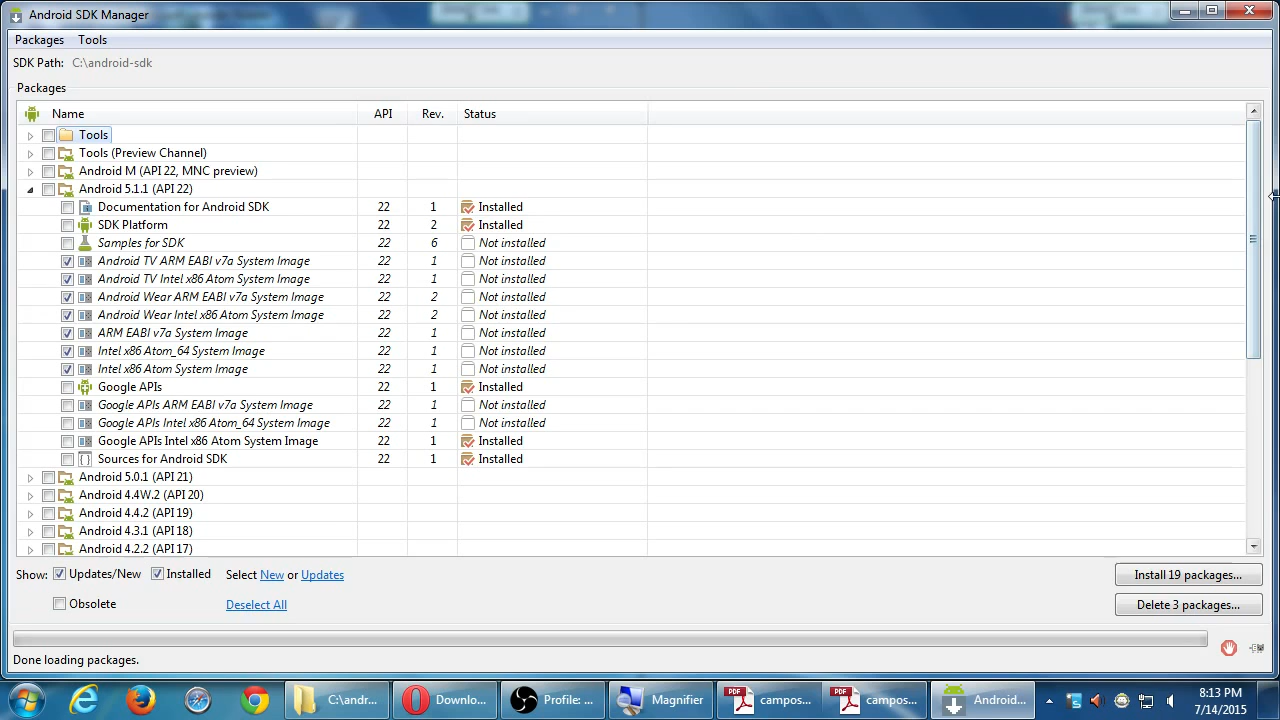 Android SDK Manager
Packages Tools
SDK Path: C:\android-sdk
Packages
Name API Rev. Status
Tools
Tools (Preview Channel)
Android M (API 22, MNC preview)
Android 5.1.1 (API 22)
Documentation for Android SDK 22 1 Installed
SDK Platform 22 2 Installed
Samples for SDK 22 6 Not installed
Android TV ARM EABI v7a System Image 22 1 Not installed
Android TV Intel x86 Atom System Image 22 1 Not installed
Android Wear ARM EABI v7a System Image 22 2 Not installed
Android Wear Intel x86 Atom System Image 22 2 Not installed
ARM EABI v7a System Image 22 1 Not installed
Intel x86 Atom_64 System Image 22 1 Not installed
Intel x86 Atom System Image 22 1 Not installed
Google APIs 22 1 Installed
Google APIs ARM EABI v7a System Image 22 1 Not installed
Google APIs Intel x86 Atom_64 System Image 22 1 Not installed
Google APIs Intel x86 Atom System Image 22 1 Installed
Sources for Android SDK 22 1 Installed
Android 5.0.1 (API 21)
Android 4.4W.2 (API 20)
Android 4.4.2 (API 19)
Android 4.3.1 (API 18)
Android 4.2.2 (API 17)
Show: Updates/New Installed Select New or Updates Install 19 packages...
Obsolete Deselect All Delete 3 packages...
Done loading packages.
C:\andr... Downlo... Profile: ... Magnifier PDF campos... PDF campos... Android... 8:13 PM
7/14/2015